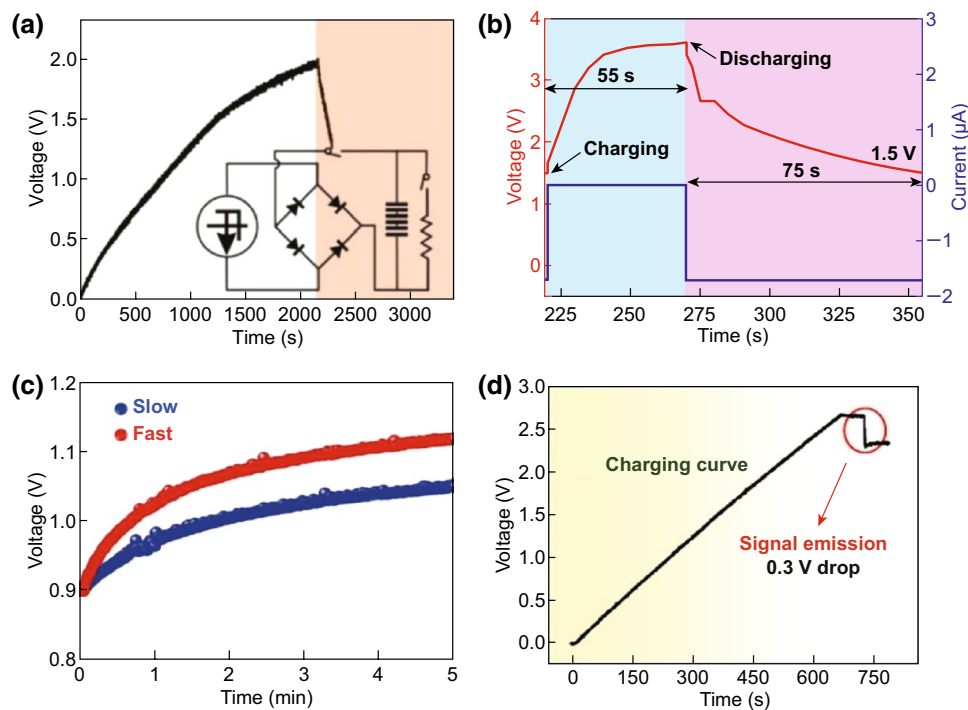 (a)
2.0
1.5
1.0
0.5
0.0
Voltage (V)
0 500 1000 1500 2000 2500 3000
Time (s)
(b)
4
3
2
1
0
Voltage (V)
3
2
1
0
−1
−2
Current (µA)
Discharging
55 s
Charging
1.5 V
75 s
225 250 275 300 325 350
Time (s)
(c)
1.2
1.1
1.0
0.9
0.8
Voltage (V)
Slow
Fast
0 1 2 3 4 5
Time (min)
(d)
3.0
2.5
2.0
1.5
1.0
0.5
0.0
Voltage (V)
Charging curve
Signal emission
0.3 V drop
0 150 300 450 600 750
Time (s)